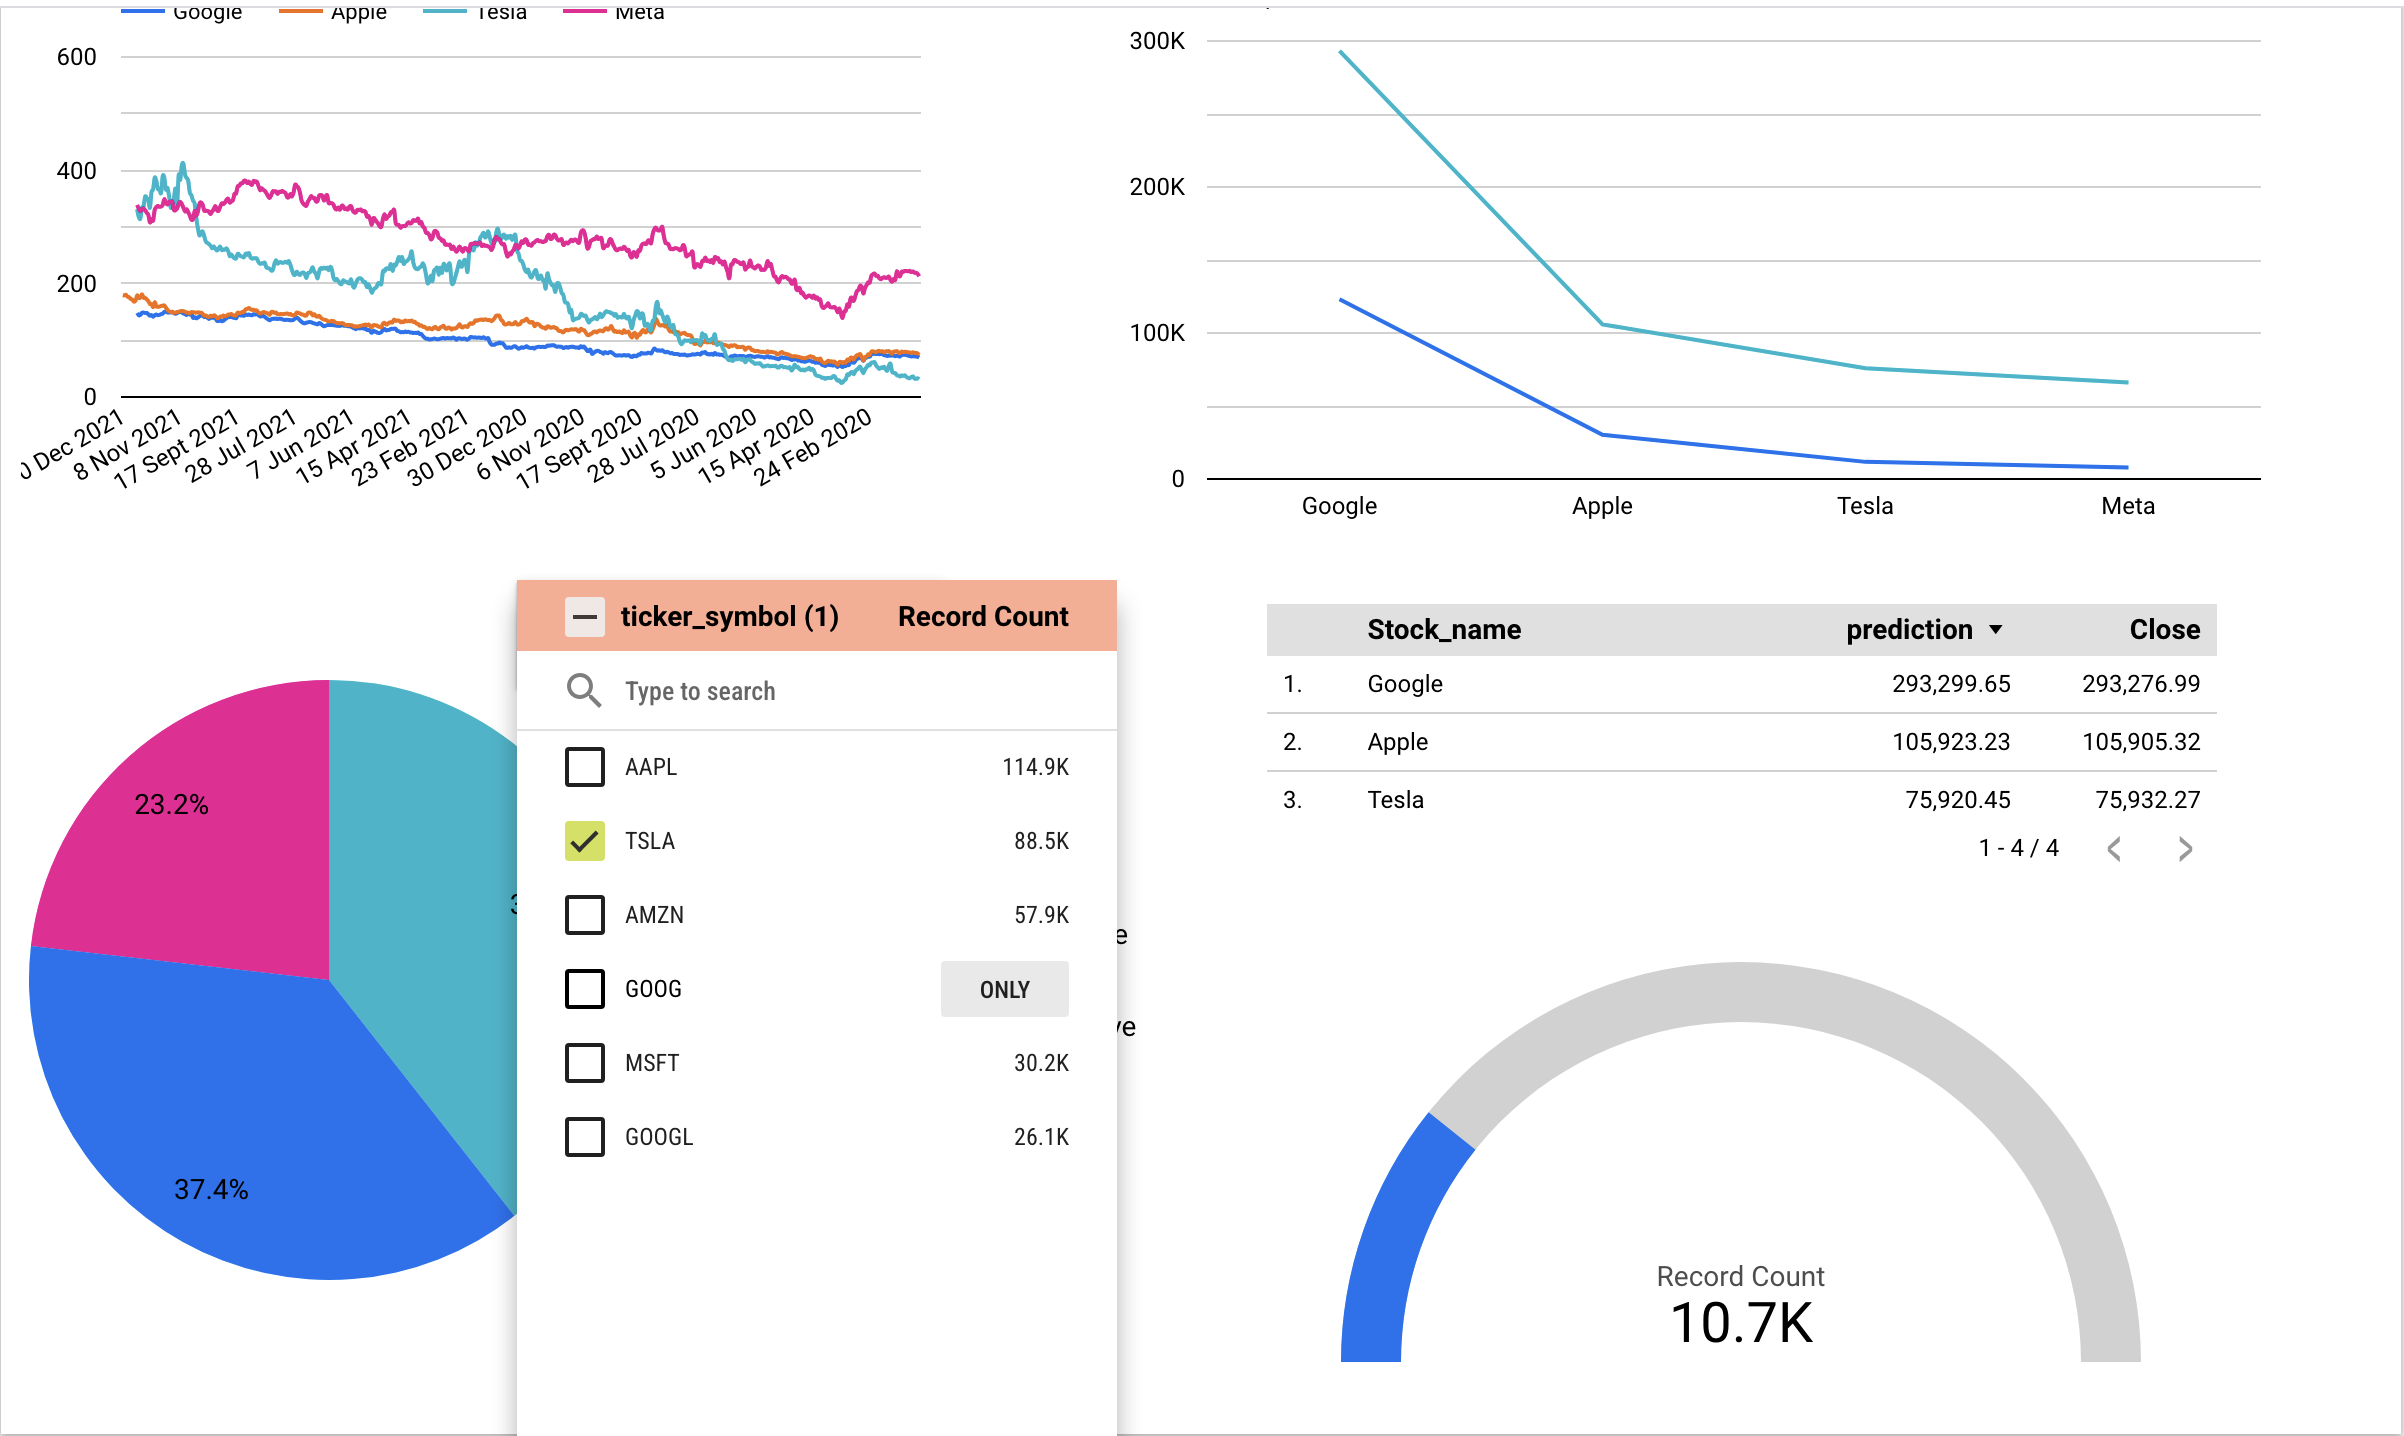 Google Apple Tesla Meta
600
400
200
0
Dec 2021
8 Nov 2021
17 Sept 2021
28 Jul 2021
7 Jun 2021
15 Apr 2021
23 Feb 2021
30 Dec 2020
6 Nov 2020
17 Sept 2020
28 Jul 2020
5 Jun 2020
15 Apr 2020
24 Feb 2020
300K
200K
100K
0
Google Apple Tesla Meta
23.2%
37.4%
ticker_symbol (1) Record Count
Type to search
AAPL 114.9K
TSLA 88.5K
AMZN 57.9K
GOOG ONLY
MSFT 30.2K
GOOGL 26.1K
Stock_name prediction Close
1. Google 293,299.65 293,276.99
2. Apple 105,923.23 105,905.32
3. Tesla 75,920.45 75,932.27
1 - 4 / 4
Record Count
10.7K